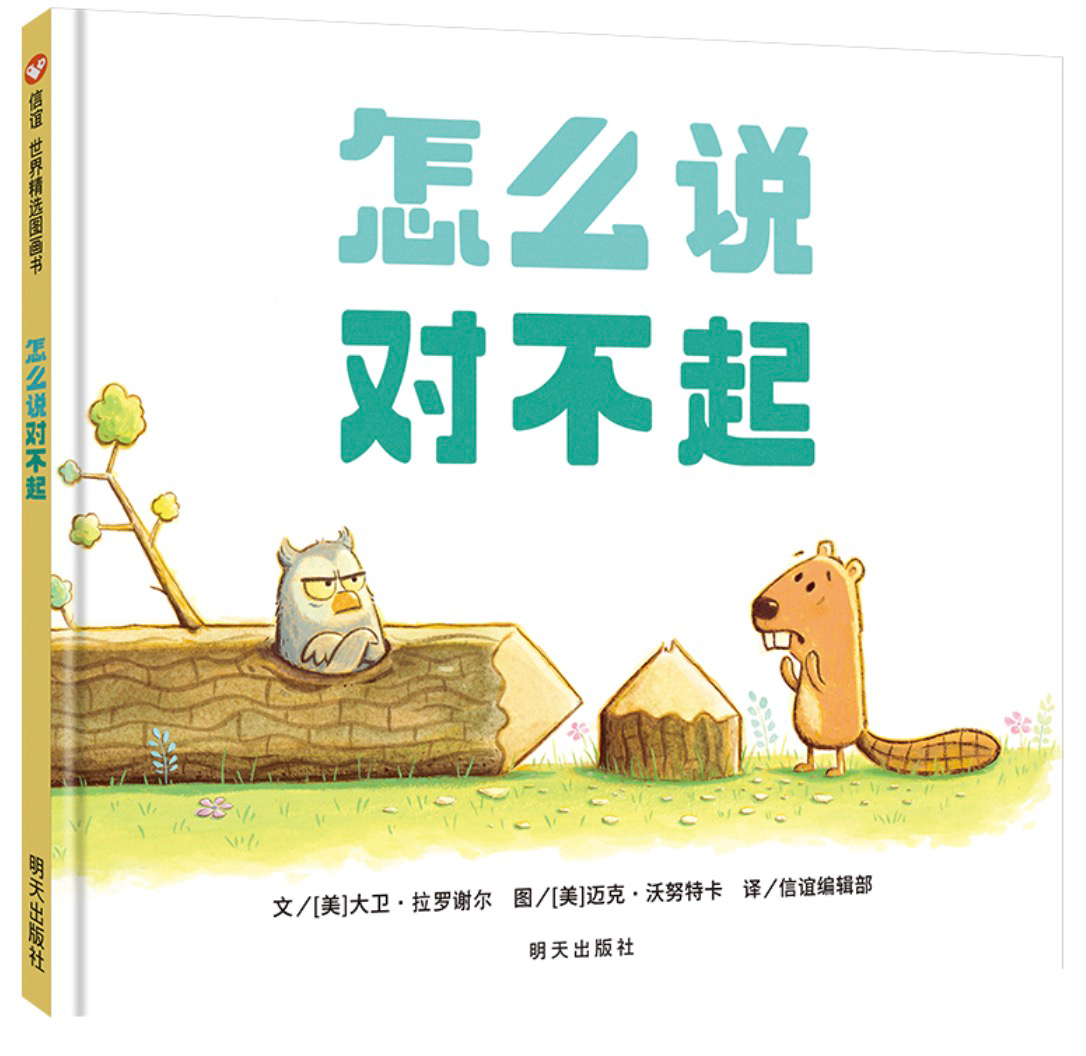 信谊 世界精选图画书
怎么说对不起
明天出版社
怎么说
对不起
文/[美]大卫·拉罗谢尔 图/[美]迈克·沃努特卡 译/信谊编辑部
明天出版社